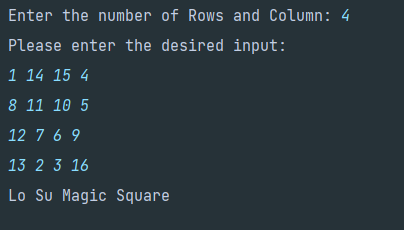 Enter the number of Rows and Column: 4
Please enter the desired input:
1 14 15 4
8 11 10 5
12 7 6 9
13 2 3 16
Lo Su Magic Square